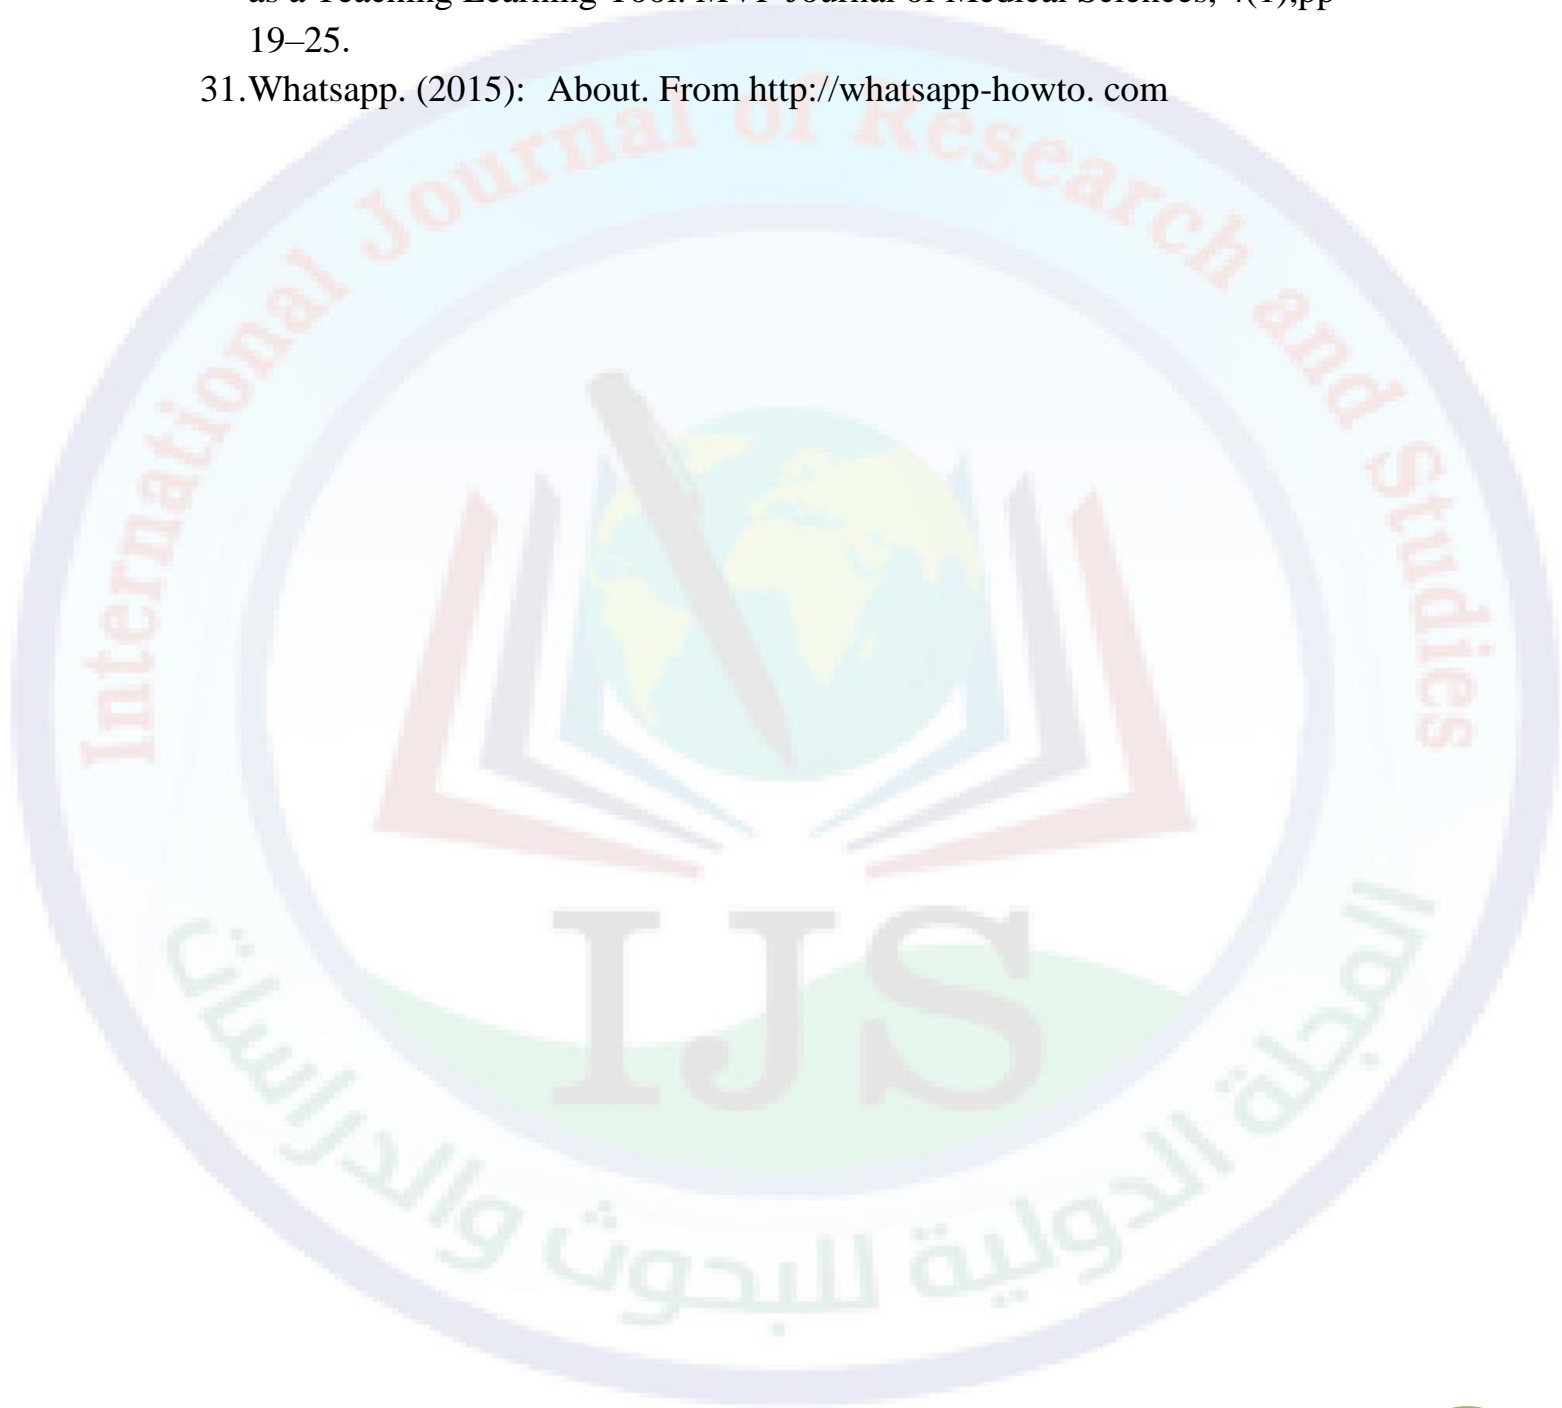 as a Teaching Learning Tool. MVP Journal of Medical Sciences, 4(1),pp
19–25.
31.Whatsapp. (2015): About. From http://whatsapp-howto. com
International Journal of Research and Studies
IJS
المجلة الدولية للبحوث والدراسات